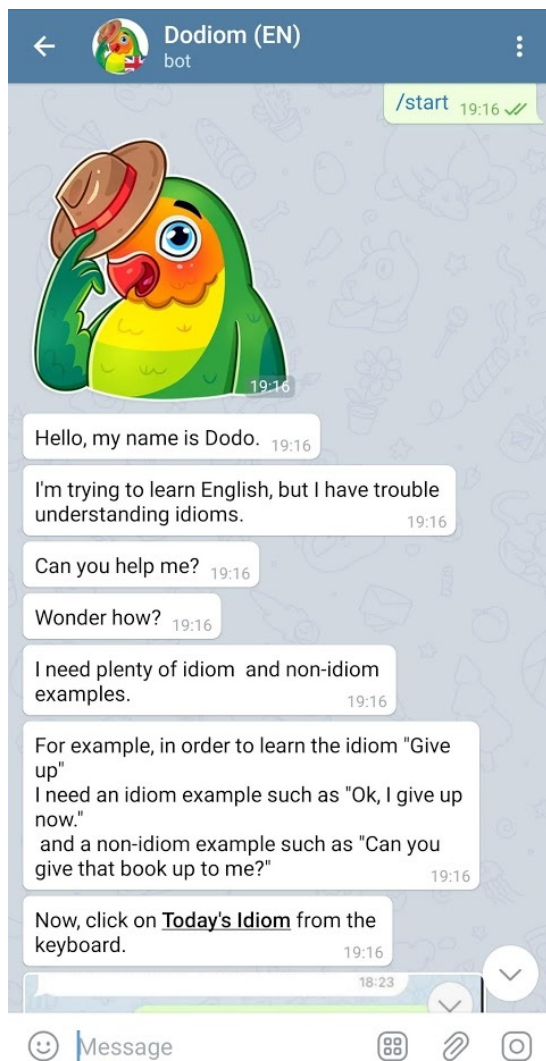 Dodiom (EN)
bot
/start 19:16
19:16
Hello, my name is Dodo. 19:16
I'm trying to learn English, but I have trouble
understanding idioms. 19:16
Can you help me? 19:16
Wonder how? 19:16
I need plenty of idiom  and non-idiom
examples. 19:16
For example, in order to learn the idiom "Give
up"
I need an idiom example such as "Ok, I give up
now."
and a non-idiom example such as "Can you
give that book up to me?" 19:16
Now, click on Today's Idiom from the
keyboard. 19:16
18:23
Message